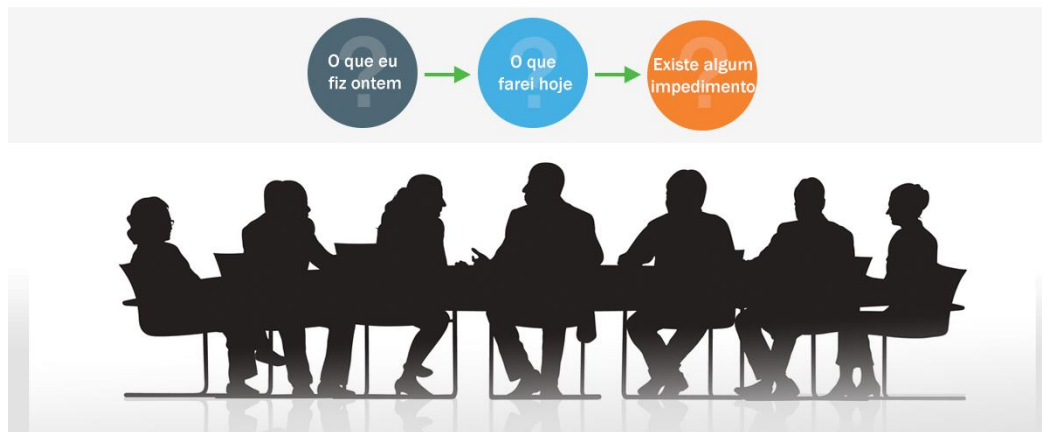 O que eu
fiz ontem
O que
farei hoje
Existe algum
impedimento